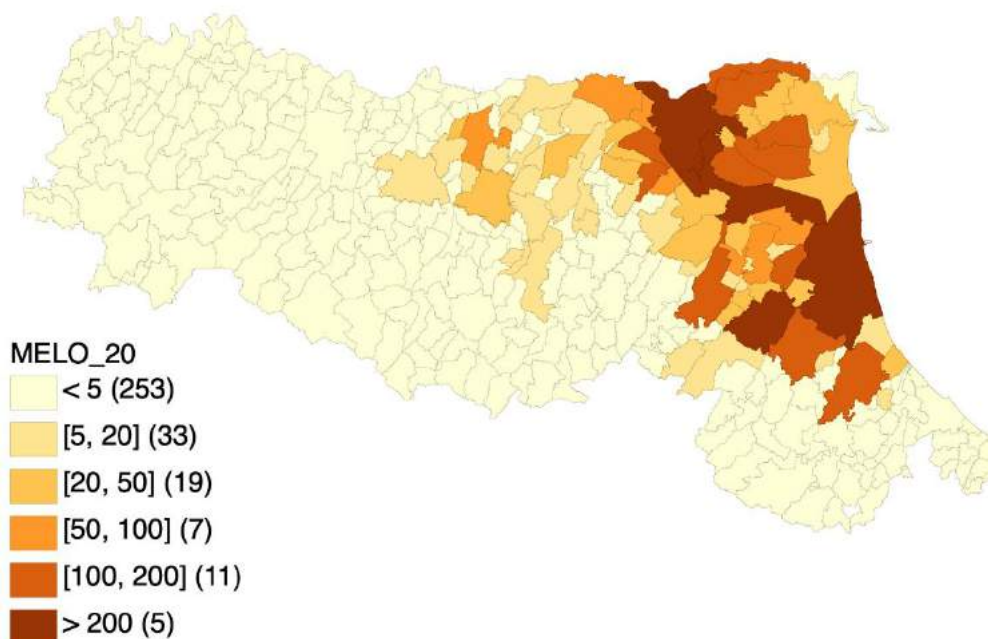 MELO_20
< 5 (253)
[5, 20] (33)
[20, 50] (19)
[50, 100] (7)
[100, 200] (11)
> 200 (5)